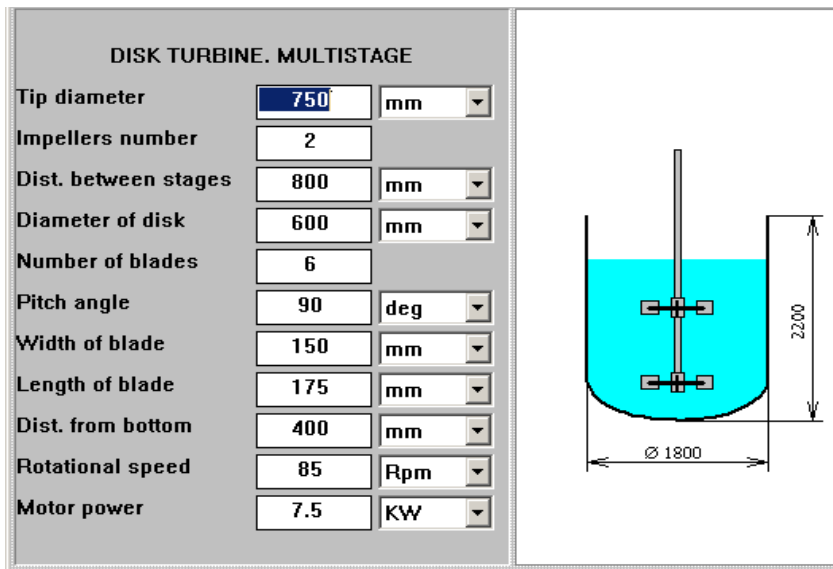 DISK TURBINE. MULTISTAGE
Tip diameter 750 mm
Impellers number 2
Dist. between stages 800 mm
Diameter of disk 600 mm
Number of blades 6
Pitch angle 90 deg
Width of blade 150 mm
Length of blade 175 mm
Dist. from bottom 400 mm
Rotational speed 85 Rpm
Motor power 7.5 KW
2200
Ø 1800